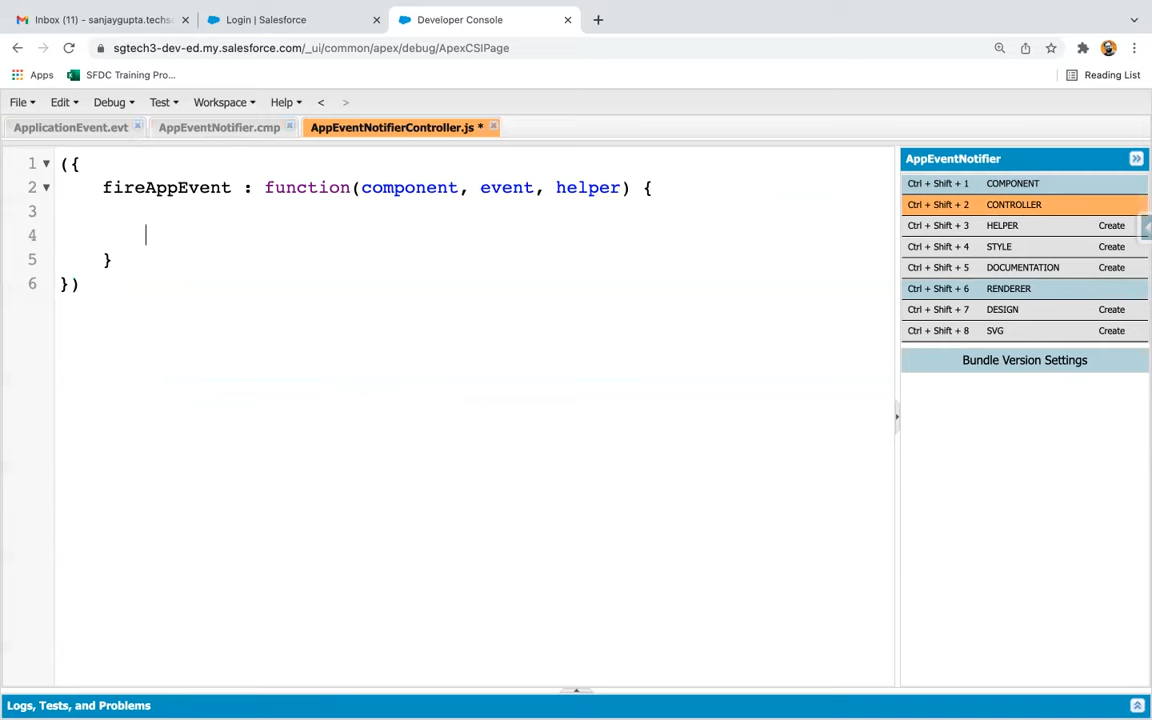 Inbox (11) - sanjaygupta.techsc
Login | Salesforce
Developer Console
sgtech3-dev-ed.my.salesforce.com/_ui/common/apex/debug/ApexCSIPage
Apps
SFDC Training Pro...
Reading List
File
Edit
Debug
Test
Workspace
Help
<
>
ApplicationEvent.evt
AppEventNotifier.cmp
AppEventNotifierController.js *
1 ({
2 fireAppEvent : function(component, event, helper) {
3
4
5 }
6 })
AppEventNotifier
Ctrl + Shift + 1 COMPONENT
Ctrl + Shift + 2 CONTROLLER
Ctrl + Shift + 3 HELPER Create
Ctrl + Shift + 4 STYLE Create
Ctrl + Shift + 5 DOCUMENTATION Create
Ctrl + Shift + 6 RENDERER
Ctrl + Shift + 7 DESIGN Create
Ctrl + Shift + 8 SVG Create
Bundle Version Settings
Logs, Tests, and Problems